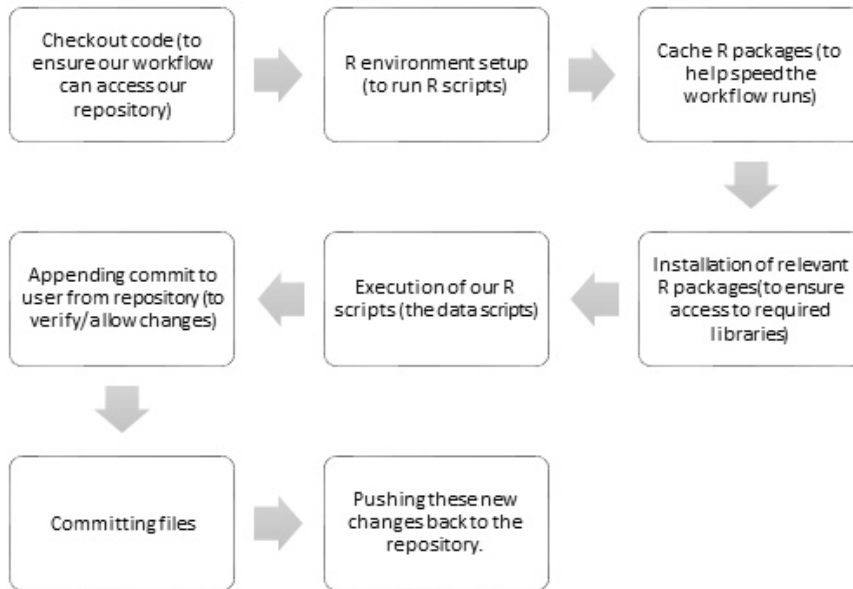 Checkout code (to
ensure our workflow
can access our
repository)
R environment setup
(to run R scripts)
Cache R packages (to
help speed the
workflow runs)
Installation of relevant
R packages(to ensure
access to required
libraries)
Execution of our R
scripts (the data scripts)
Appending commit to
user from repository (to
verify/allow changes)
Committing files
Pushing these new
changes back to the
repository.